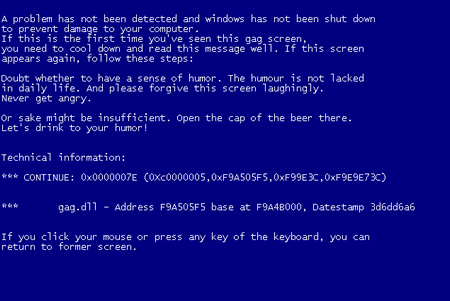 A problem has not been detected and windows has not been shut down
to prevent damage to your computer.
If this is the first time you've seen this gag screen,
you need to cool down and read this message well. If this screen
appears again, follow these steps:
Doubt whether to have a sense of humor. The humour is not lacked
in daily life. And please forgive this screen laughingly.
Never get angry.
Or sake might be insufficient. Open the cap of the beer there.
Let's drink to your humor!
Technical information:
*** CONTINUE: 0x0000007E (0Xc0000005,0xF9A505F5,0xF99E3C,0xF9E9E73C)
*** gag.dll - Address F9A505F5 base at F9A4B000, Datestamp 3d6dd6a6
If you click your mouse or press any key of the keyboard, you can
return to former screen.